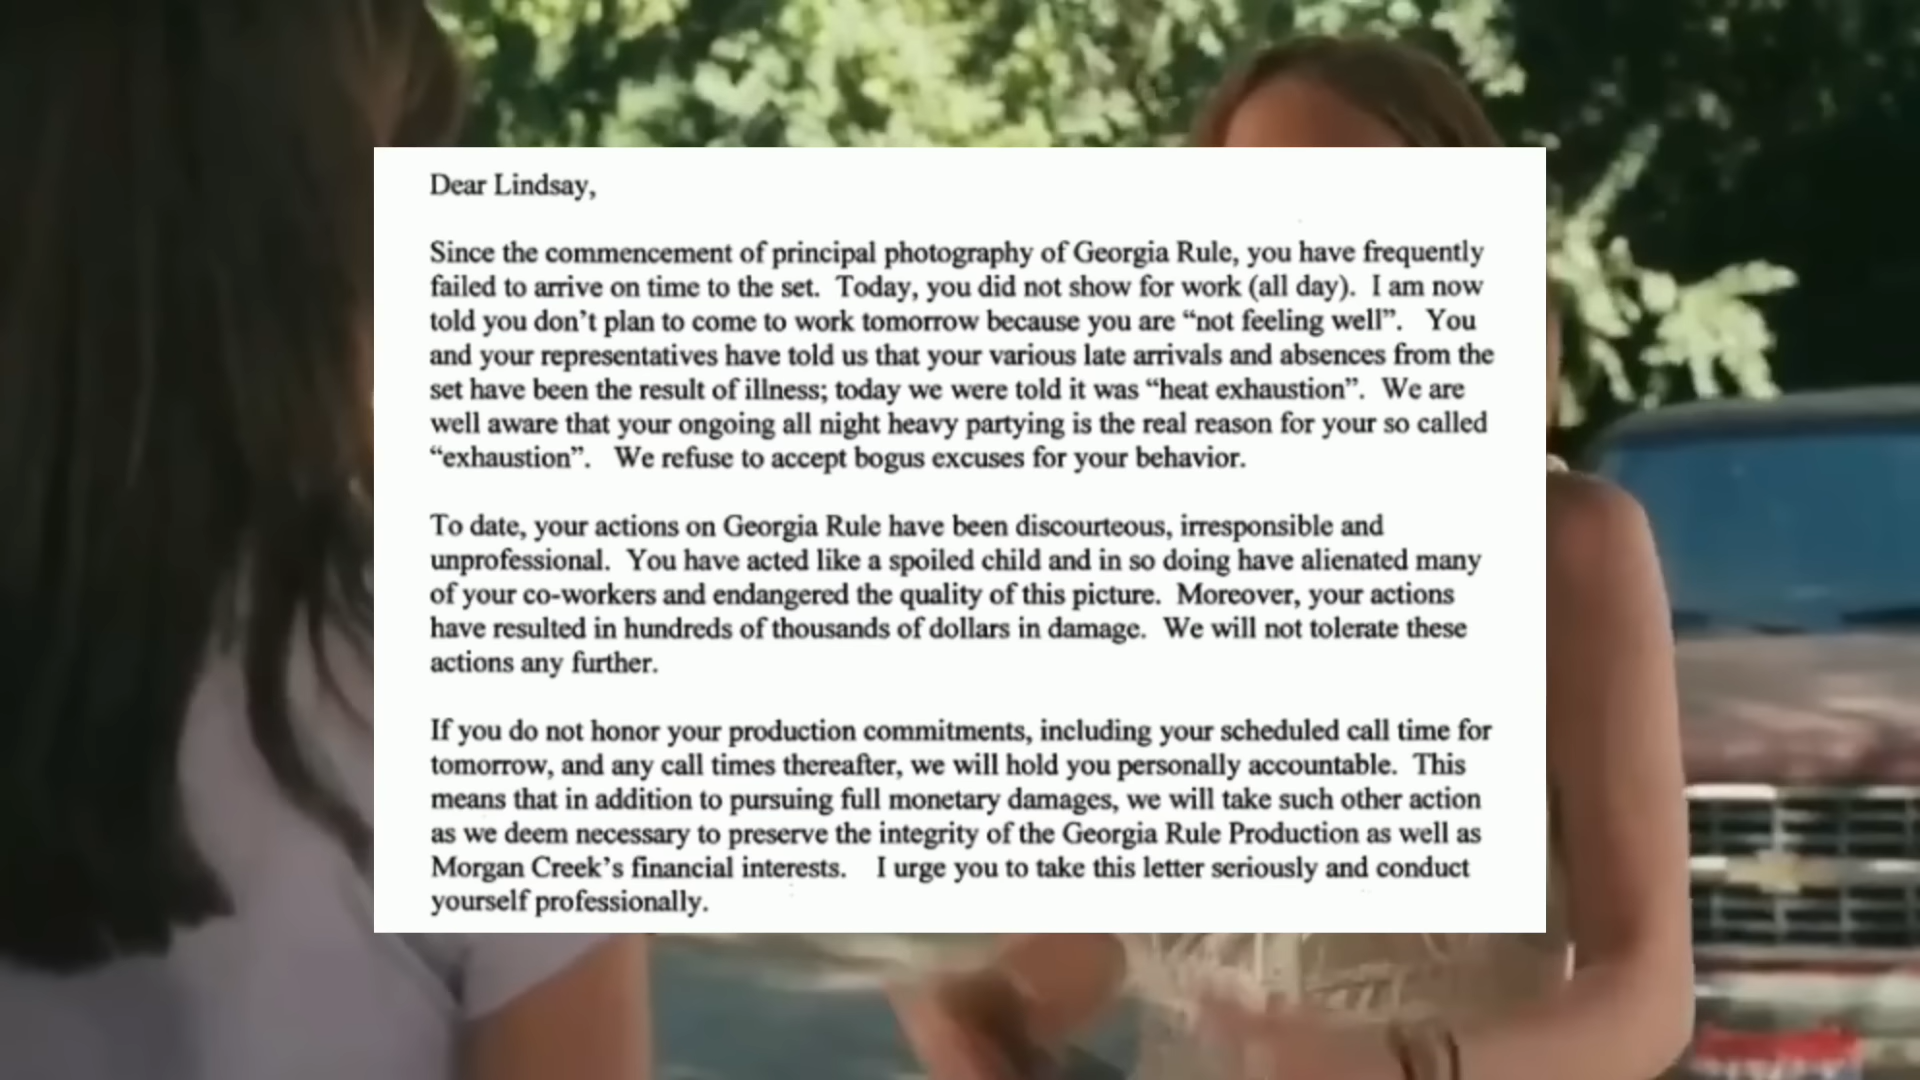 Dear Lindsay,
Since the commencement of principal photography of Georgia Rule, you have frequently
failed to arrive on time to the set.  Today, you did not show for work (all day).  I am now
told you don’t plan to come to work tomorrow because you are “not feeling well”.   You
and your representatives have told us that your various late arrivals and absences from the
set have been the result of illness; today we were told it was “heat exhaustion”.  We are
well aware that your ongoing all night heavy partying is the real reason for your so called
“exhaustion”.   We refuse to accept bogus excuses for your behavior.
To date, your actions on Georgia Rule have been discourteous, irresponsible and
unprofessional.  You have acted like a spoiled child and in so doing have alienated many
of your co-workers and endangered the quality of this picture.  Moreover, your actions
have resulted in hundreds of thousands of dollars in damage.  We will not tolerate these
actions any further.
If you do not honor your production commitments, including your scheduled call time for
tomorrow, and any call times thereafter, we will hold you personally accountable.  This
means that in addition to pursuing full monetary damages, we will take such other action
as we deem necessary to preserve the integrity of the Georgia Rule Production as well as
Morgan Creek’s financial interests.    I urge you to take this letter seriously and conduct
yourself professionally.